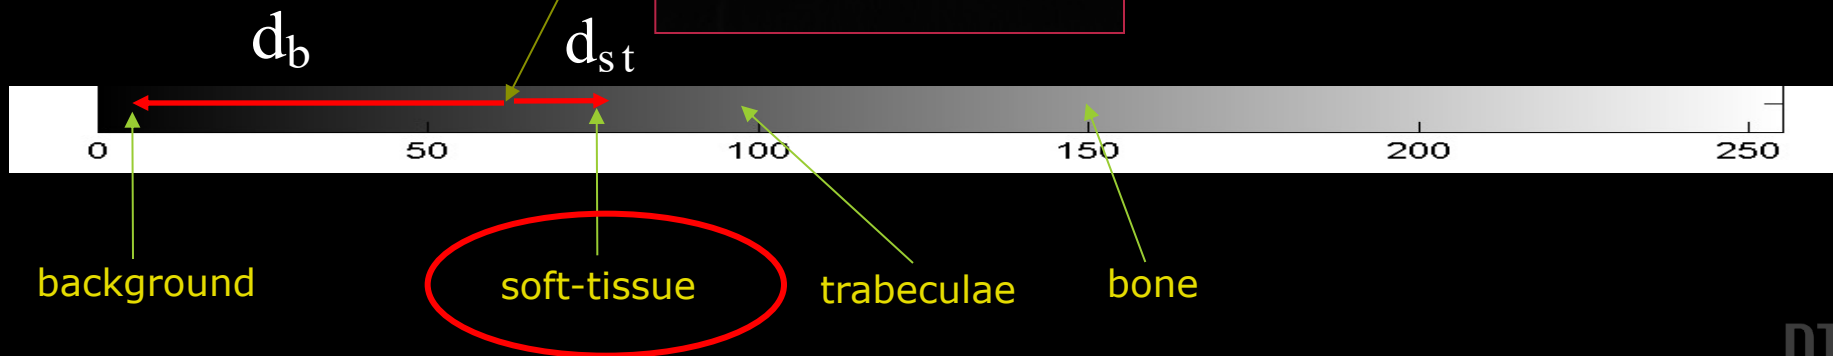 d_b d_st
0 50 100 150 200 250
background soft-tissue trabeculae bone